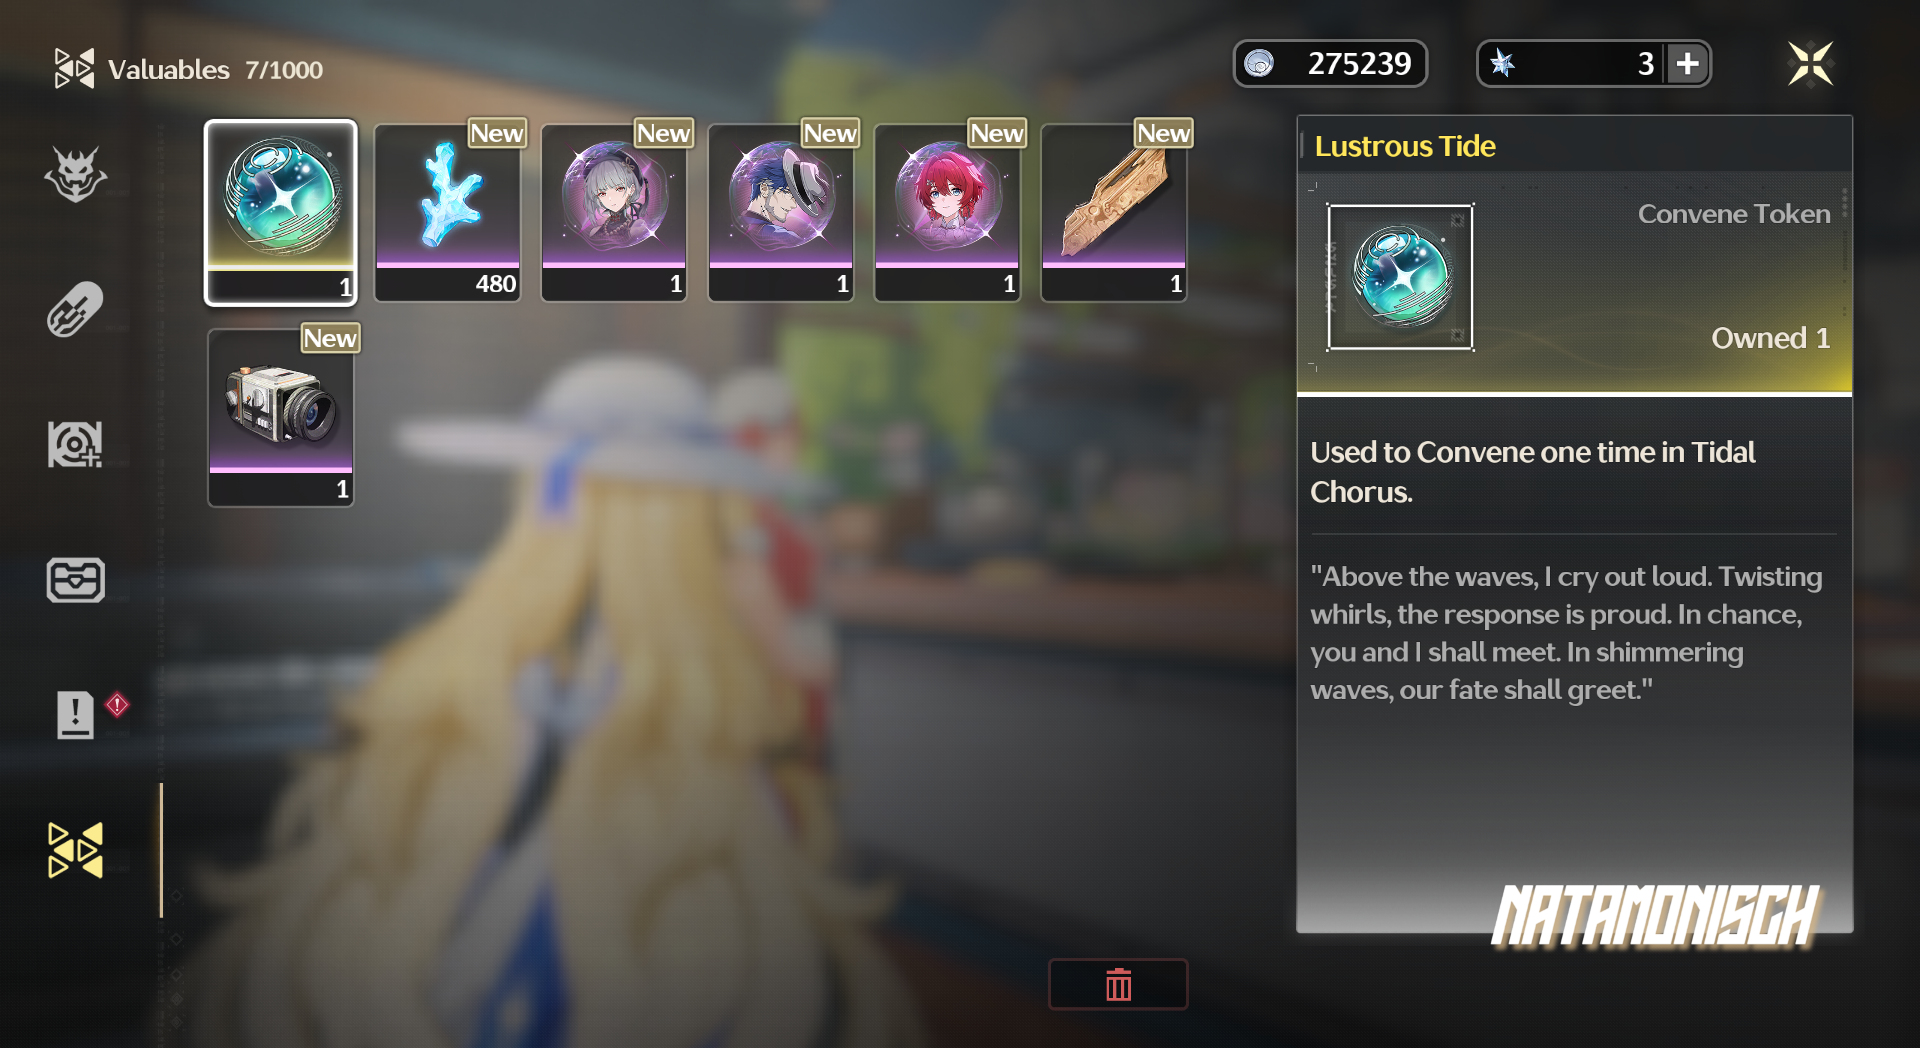 Valuables 7/1000
275239
3
New
New
New
New
New
1
480
1
1
1
1
New
1
Lustrous Tide
Convene Token
Owned 1
Used to Convene one time in Tidal
Chorus.
"Above the waves, I cry out loud. Twisting
whirls, the response is proud. In chance,
you and I shall meet. In shimmering
waves, our fate shall greet."
NATAMONISCH